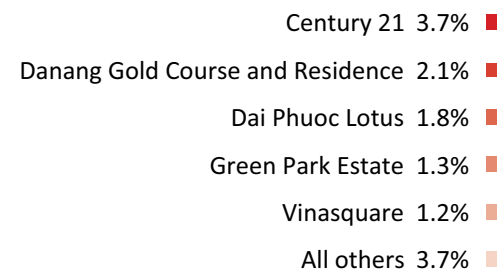 Century 21 3.7%
Danang Gold Course and Residence 2.1%
Dai Phuoc Lotus 1.8%
Green Park Estate 1.3%
Vinasquare 1.2%
All others 3.7%